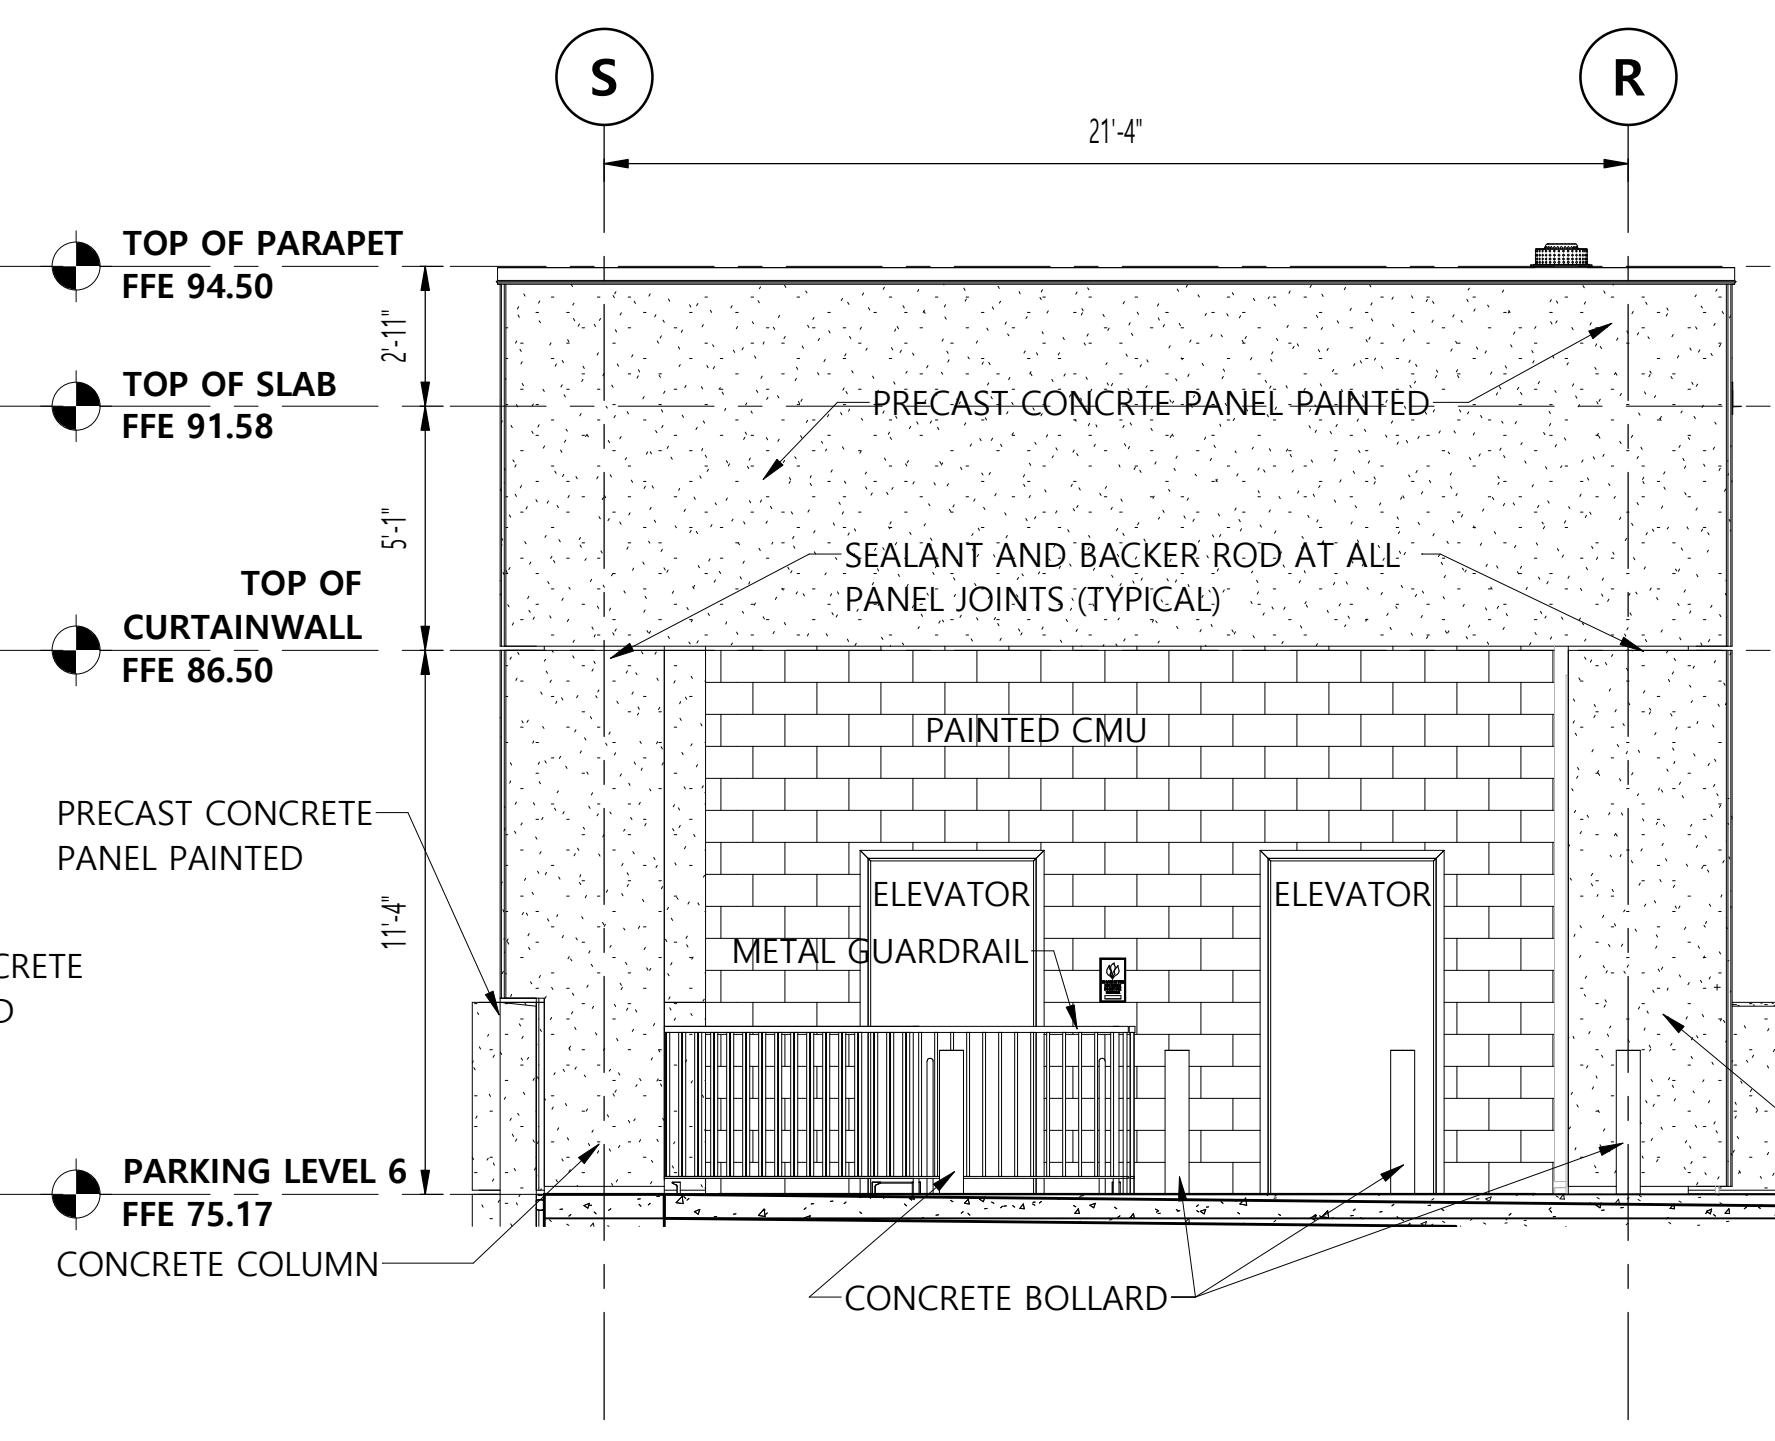 S
R
21'-4"
TOP OF PARAPET
FFE 94.50
2'-11"
TOP OF SLAB
FFE 91.58
PRECAST CONCRTE PANEL PAINTED
5'-1"
SEALANT AND BACKER ROD AT ALL
PANEL JOINTS (TYPICAL)
TOP OF
CURTAINWALL
FFE 86.50
PAINTED CMU
PRECAST CONCRETE
PANEL PAINTED
11'-4"
ELEVATOR
ELEVATOR
METAL GUARDRAIL
CRETE
D
PARKING LEVEL 6
FFE 75.17
CONCRETE COLUMN
CONCRETE BOLLARD